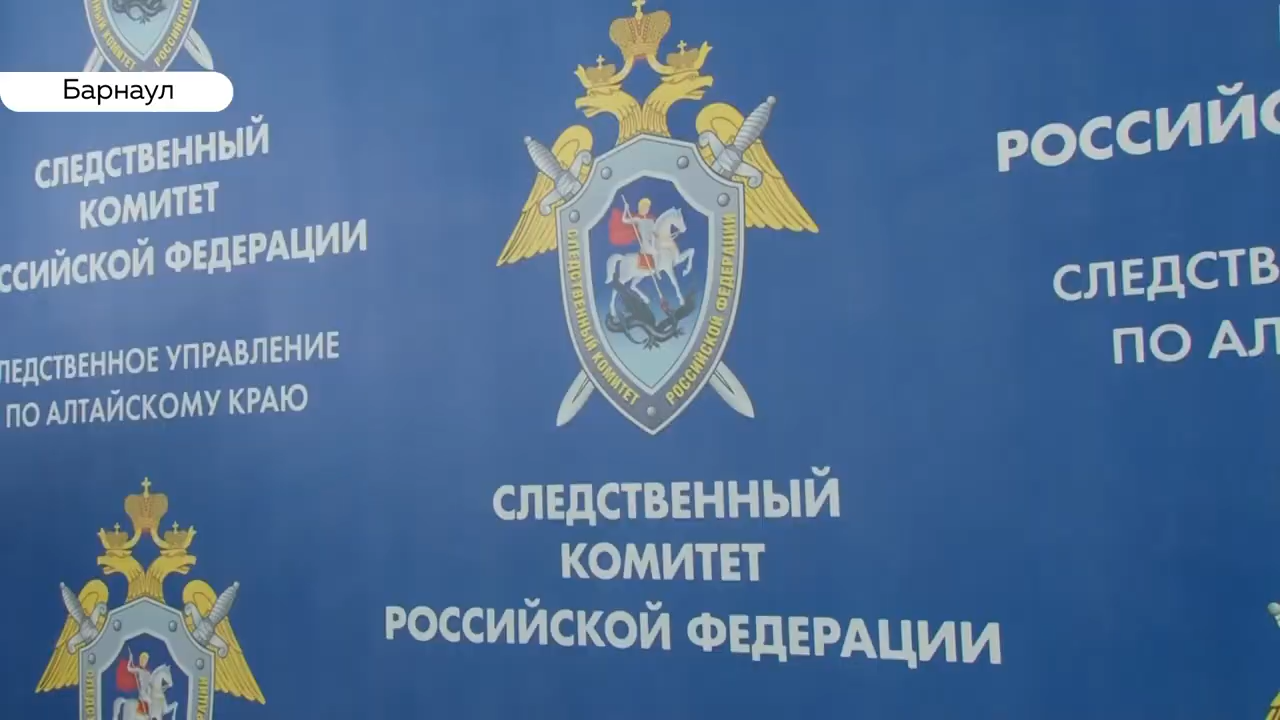 Барнаул
СЛЕДСТВЕННЫЙ
КОМИТЕТ
ССИЙСКОЙ ФЕДЕРАЦИИ
ЛЕДСТВЕННОЕ УПРАВЛЕНИЕ
ПО АЛТАЙСКОМУ КРАЮ
СЛЕДСТВЕННЫЙ КОМИТЕТ РОССИЙСКОЙ ФЕДЕРАЦИИ
СЛЕДСТВЕННЫЙ
КОМИТЕТ
РОССИЙСКОЙ ФЕДЕРАЦИИ
РОССИЙС
СЛЕДСТВ
ПО АЛ